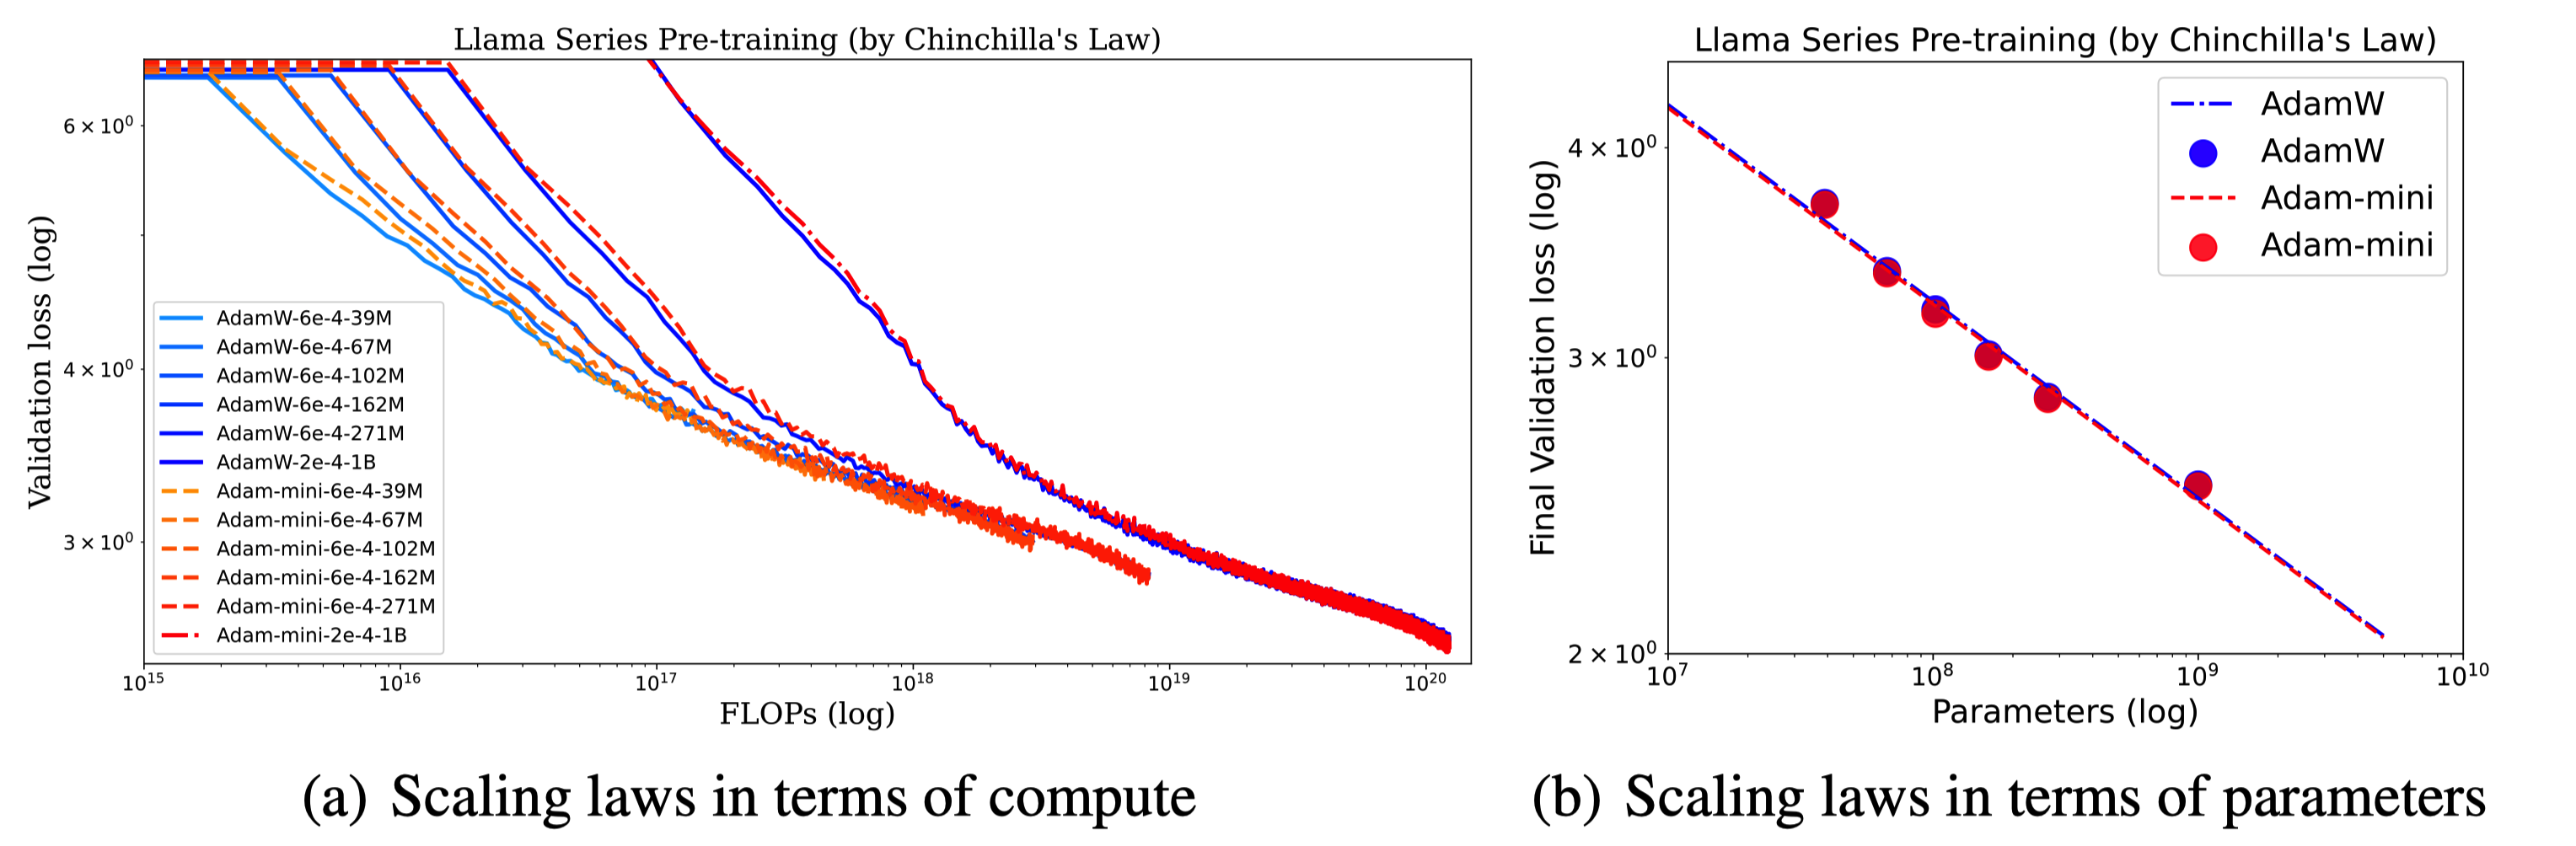 Llama Series Pre-training (by Chinchilla's Law)
Validation loss (log)
6 × 10⁰
4 × 10⁰
3 × 10⁰
AdamW-6e-4-39M
AdamW-6e-4-67M
AdamW-6e-4-102M
AdamW-6e-4-162M
AdamW-6e-4-271M
AdamW-2e-4-1B
Adam-mini-6e-4-39M
Adam-mini-6e-4-67M
Adam-mini-6e-4-102M
Adam-mini-6e-4-162M
Adam-mini-6e-4-271M
Adam-mini-2e-4-1B
10¹⁵ 10¹⁶ 10¹⁷ 10¹⁸ 10¹⁹ 10²⁰
FLOPs (log)
(a) Scaling laws in terms of compute
Llama Series Pre-training (by Chinchilla's Law)
Final Validation loss (log)
4 × 10⁰
3 × 10⁰
2 × 10⁰
AdamW
AdamW
Adam-mini
Adam-mini
10⁷ 10⁸ 10⁹ 10¹⁰
Parameters (log)
(b) Scaling laws in terms of parameters